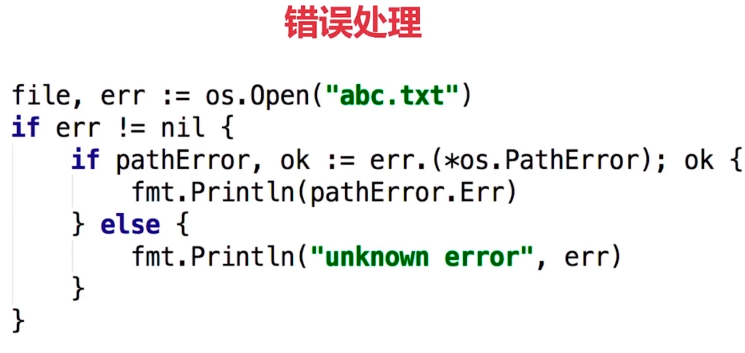 错误处理
file, err := os.Open("abc.txt")
if err != nil {
    if pathError, ok := err.(*os.PathError); ok {
        fmt.Println(pathError.Err)
    } else {
        fmt.Println("unknown error", err)
    }
}